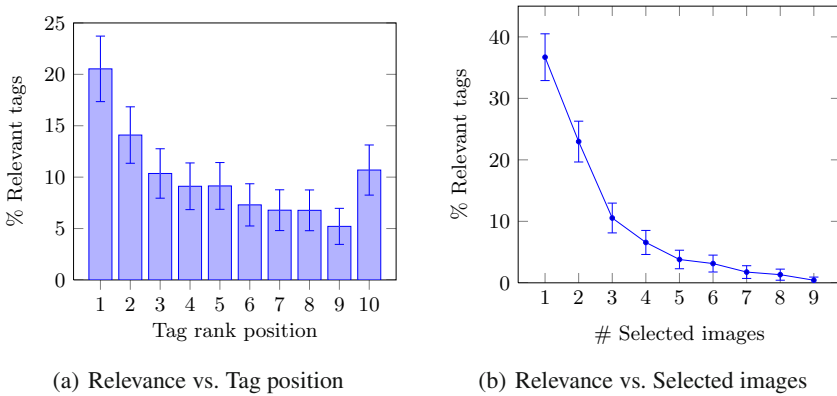 25
20
15
10
5
0
% Relevant tags
1 2 3 4 5 6 7 8 9 10
Tag rank position
(a) Relevance vs. Tag position
40
30
20
10
0
% Relevant tags
1 2 3 4 5 6 7 8 9
# Selected images
(b) Relevance vs. Selected images